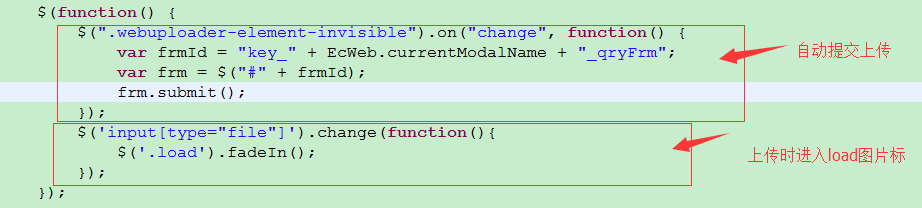 $(function() {
$(".webuploader-element-invisible").on("change", function() {
var frmId = "key_" + EcWeb.currentModalName + "_qryFrm";
var frm = $("#" + frmId);
frm.submit();
});
$('input[type="file"]').change(function(){
$('.load').fadeIn();
});
});
自动提交上传
上传时进入load图片标